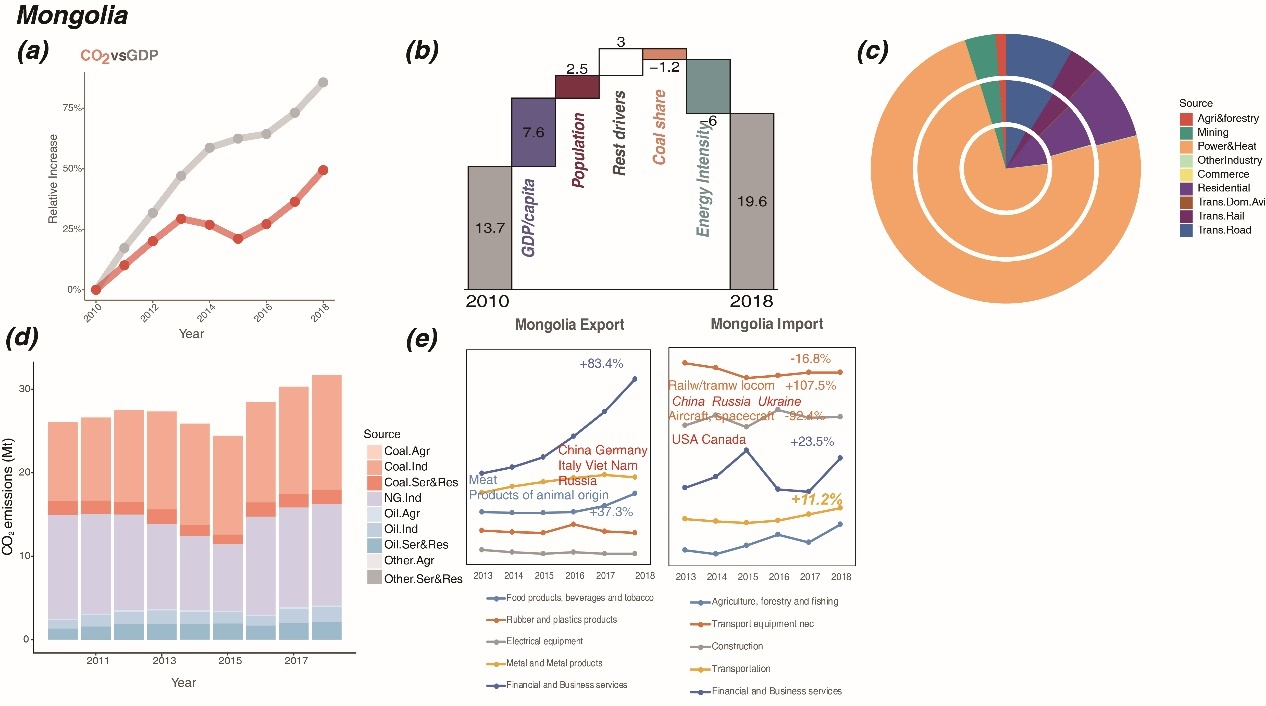 Mongolia
(a)
CO2vsGDP
Relative Increase
75%
50%
25%
0%
2010
2012
2014
2016
2018
Year
(b)
13.7
7.6
2.5
3
−1.2
-6
19.6
GDP/capita
Population
Rest drivers
Coal share
Energy Intensity
2010
2018
(c)
Source
Agri&forestry
Mining
Power&Heat
OtherIndustry
Commerce
Residential
Trans.Dom.Avi
Trans.Rail
Trans.Road
(d)
CO2 emissions (Mt)
30
20
10
0
2011
2013
2015
2017
Year
Source
Coal.Agr
Coal.Ind
Coal.Ser&Res
NG.Ind
Oil.Agr
Oil.Ind
Oil.Ser&Res
Other.Agr
Other.Ser&Res
(e)
Mongolia Export
+83.4%
China Germany
Italy Viet Nam
Russia
Meat
Products of animal origin
+37.3%
2013 2014 2015 2016 2017 2018
Food products, beverages and tobacco
Rubber and plastics products
Electrical equipment
Metal and Metal products
Financial and Business services
Mongolia Import
-16.8%
Railw/tramw locom +107.5%
China Russia Ukraine
Aircraft, spacecraft -92.4%
USA Canada
+23.5%
+11.2%
2013 2014 2015 2016 2017 2018
Agriculture, forestry and fishing
Transport equipment nec
Construction
Transportation
Financial and Business services